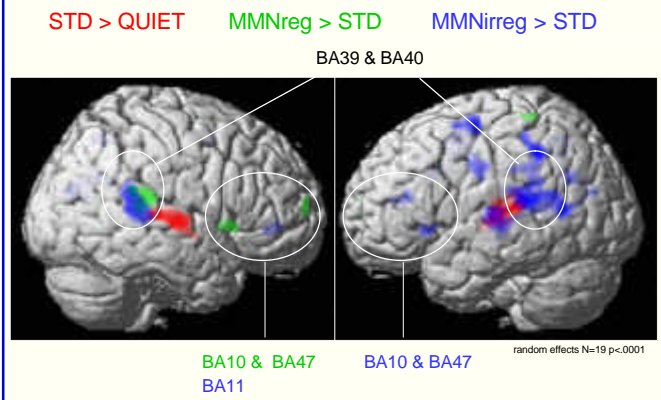 STD > QUIET MMNreg > STD MMNirreg > STD
BA39 & BA40
random effects N=19 p<.0001
BA10 & BA47 BA10 & BA47
BA11